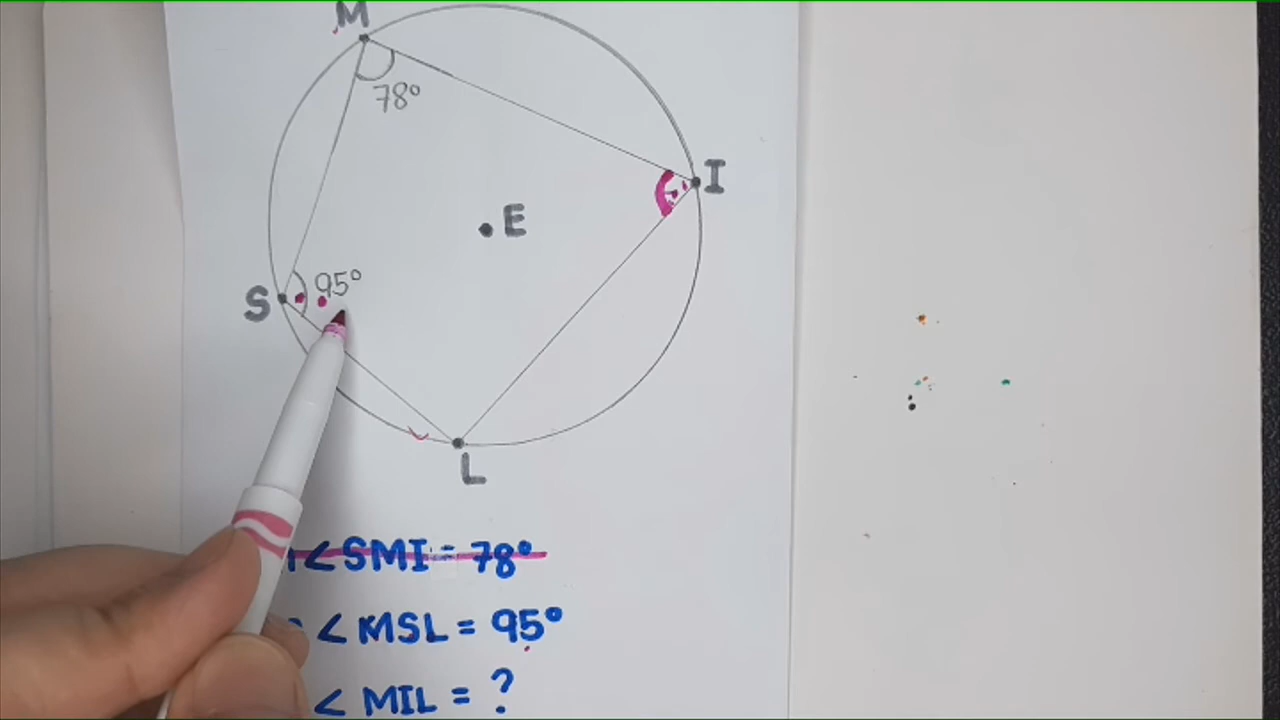 M
78°
I
E
95°
S
L
<SMI = 78°
< MSL = 95°
< MIL = ?